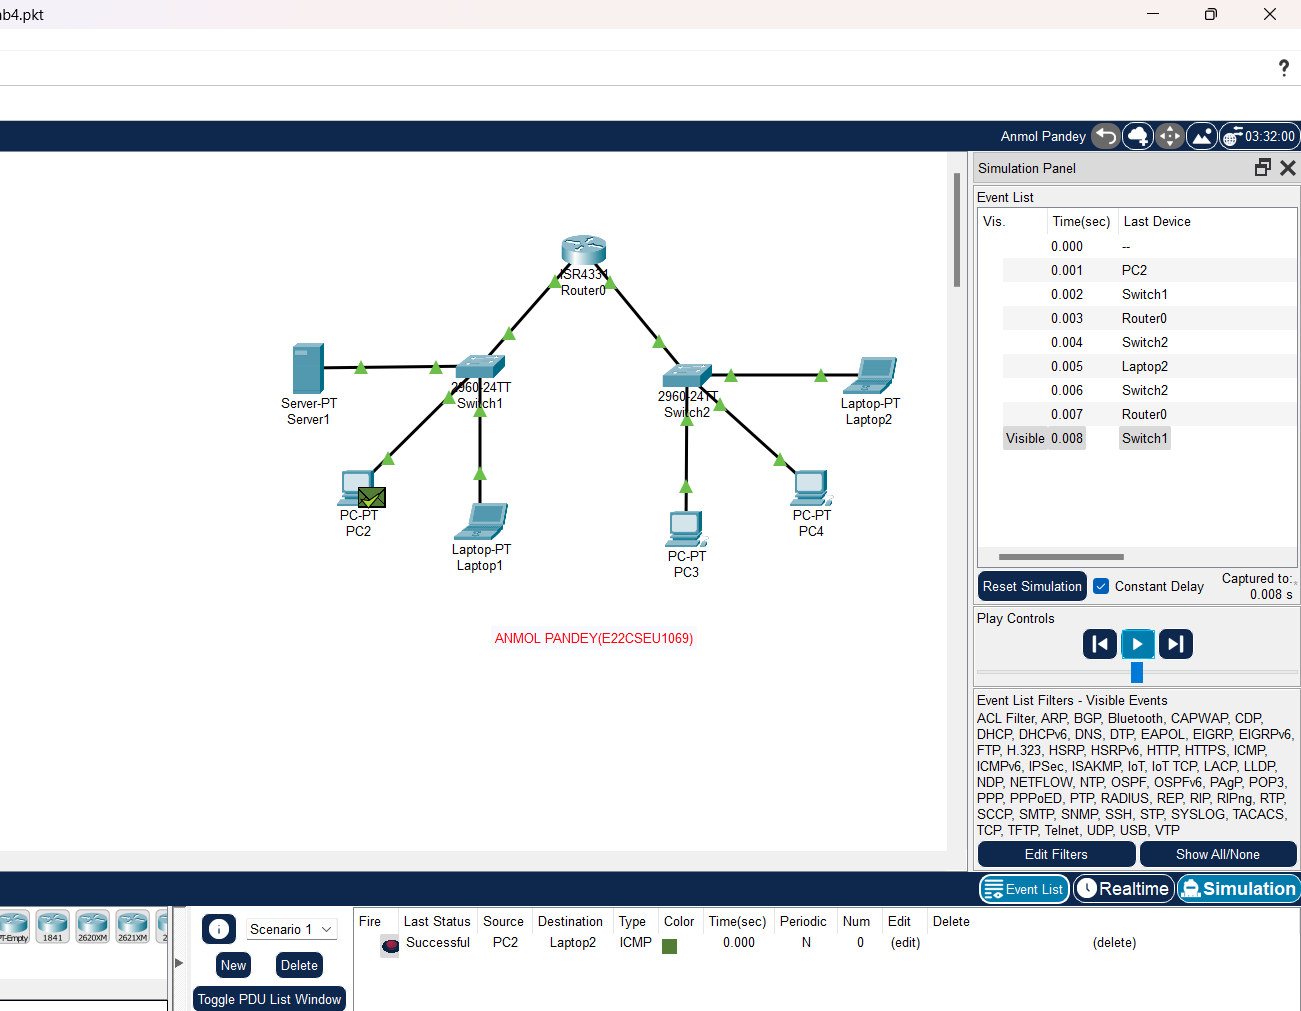 ab4.pkt
?
Anmol Pandey
03:32:00
Simulation Panel
Event List
Vis. Time(sec) Last Device
0.000 --
0.001 PC2
0.002 Switch1
0.003 Router0
0.004 Switch2
0.005 Laptop2
0.006 Switch2
0.007 Router0
Visible 0.008 Switch1
ISR4331
Router0
Server-PT
Server1
2960-24TT
Switch1
2960-24TT
Switch2
Laptop-PT
Laptop2
PC-PT
PC2
Laptop-PT
Laptop1
PC-PT
PC3
PC-PT
PC4
ANMOL PANDEY(E22CSEU1069)
Reset Simulation Constant Delay Captured to:
0.008 s
Play Controls
Event List Filters - Visible Events
ACL Filter, ARP, BGP, Bluetooth, CAPWAP, CDP,
DHCP, DHCPv6, DNS, DTP, EAPOL, EIGRP, EIGRPv6,
FTP, H.323, HSRP, HSRPv6, HTTP, HTTPS, ICMP,
ICMPv6, IPSec, ISAKMP, IoT, IoT TCP, LACP, LLDP,
NDP, NETFLOW, NTP, OSPF, OSPFv6, PAgP, POP3,
PPP, PPPoED, PTP, RADIUS, REP, RIP, RIPng, RTP,
SCCP, SMTP, SNMP, SSH, STP, SYSLOG, TACACS,
TCP, TFTP, Telnet, UDP, USB, VTP
Edit Filters Show All/None
Event List Realtime Simulation
PT-Empty 1841 2620XM 2621XM 2
Scenario 1
New Delete
Toggle PDU List Window
Fire Last Status Source Destination Type Color Time(sec) Periodic Num Edit Delete
Successful PC2 Laptop2 ICMP 0.000 N 0 (edit) (delete)